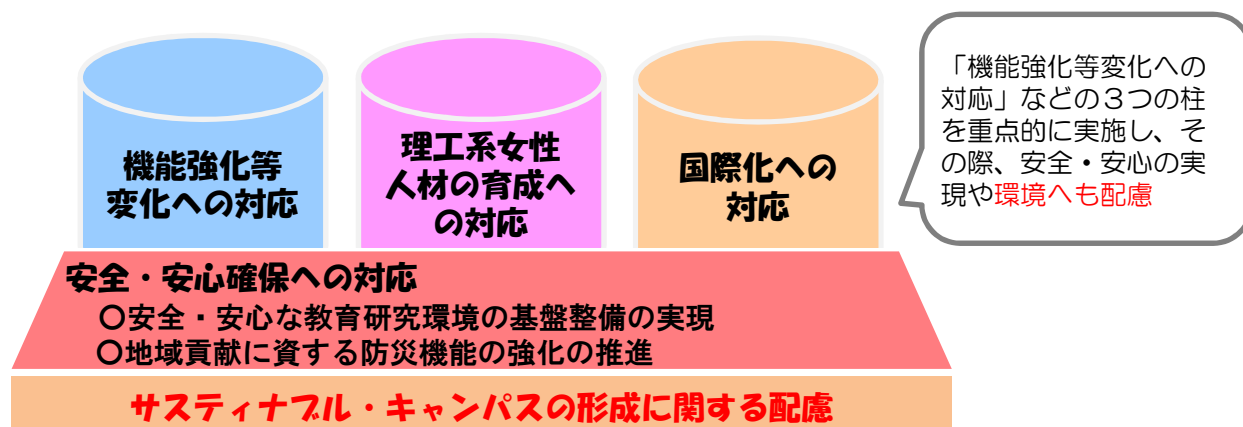 機能強化等
変化への対応
理工系女性
人材の育成へ
の対応
国際化への
対応
「機能強化等変化への
対応」などの３つの柱
を重点的に実施し、そ
の際、安全・安心の実
現や環境へも配慮
安全・安心確保への対応
○安全・安心な教育研究環境の基盤整備の実現
○地域貢献に資する防災機能の強化の推進
サスティナブル・キャンパスの形成に関する配慮